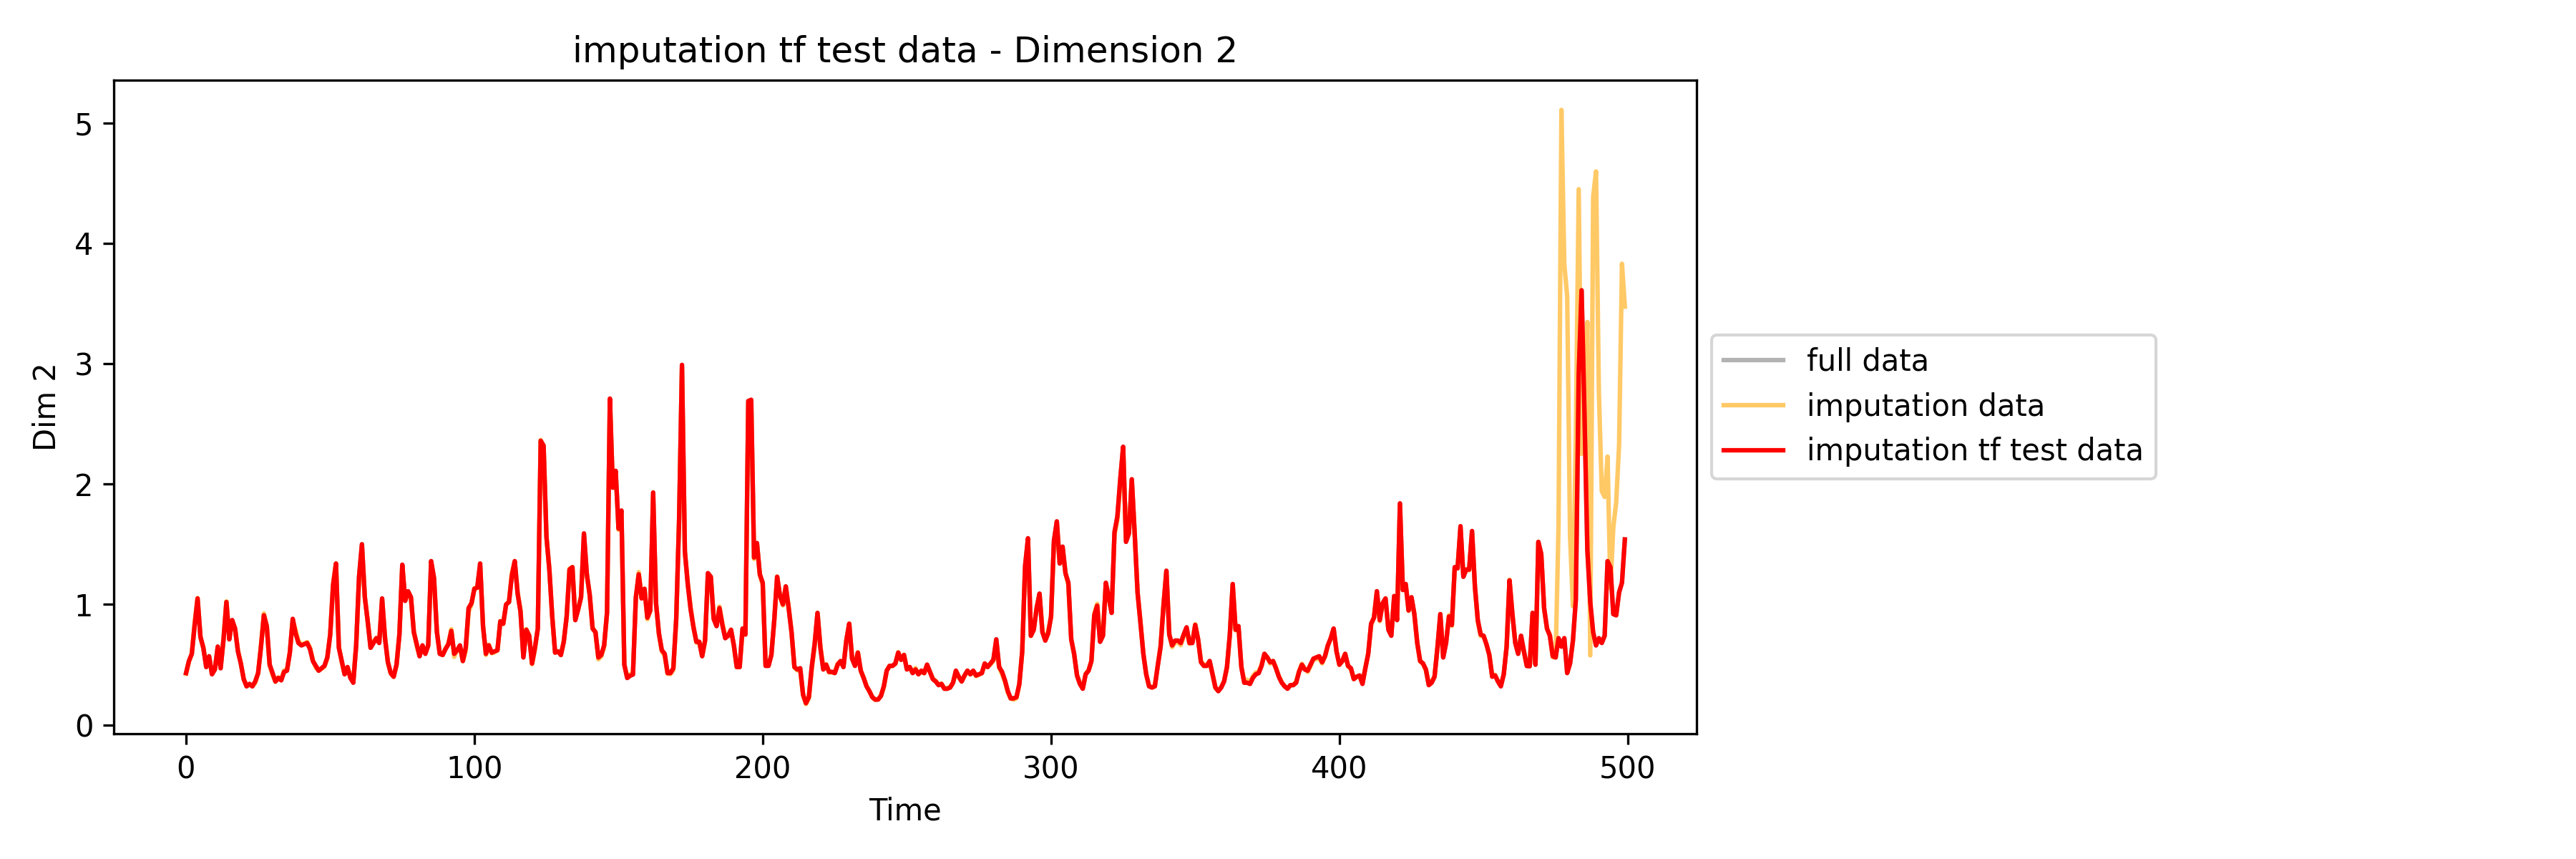 imputation tf test data - Dimension 2
5
4
3
2
1
0
Dim 2
0 100 200 300 400 500
Time
full data
imputation data
imputation tf test data